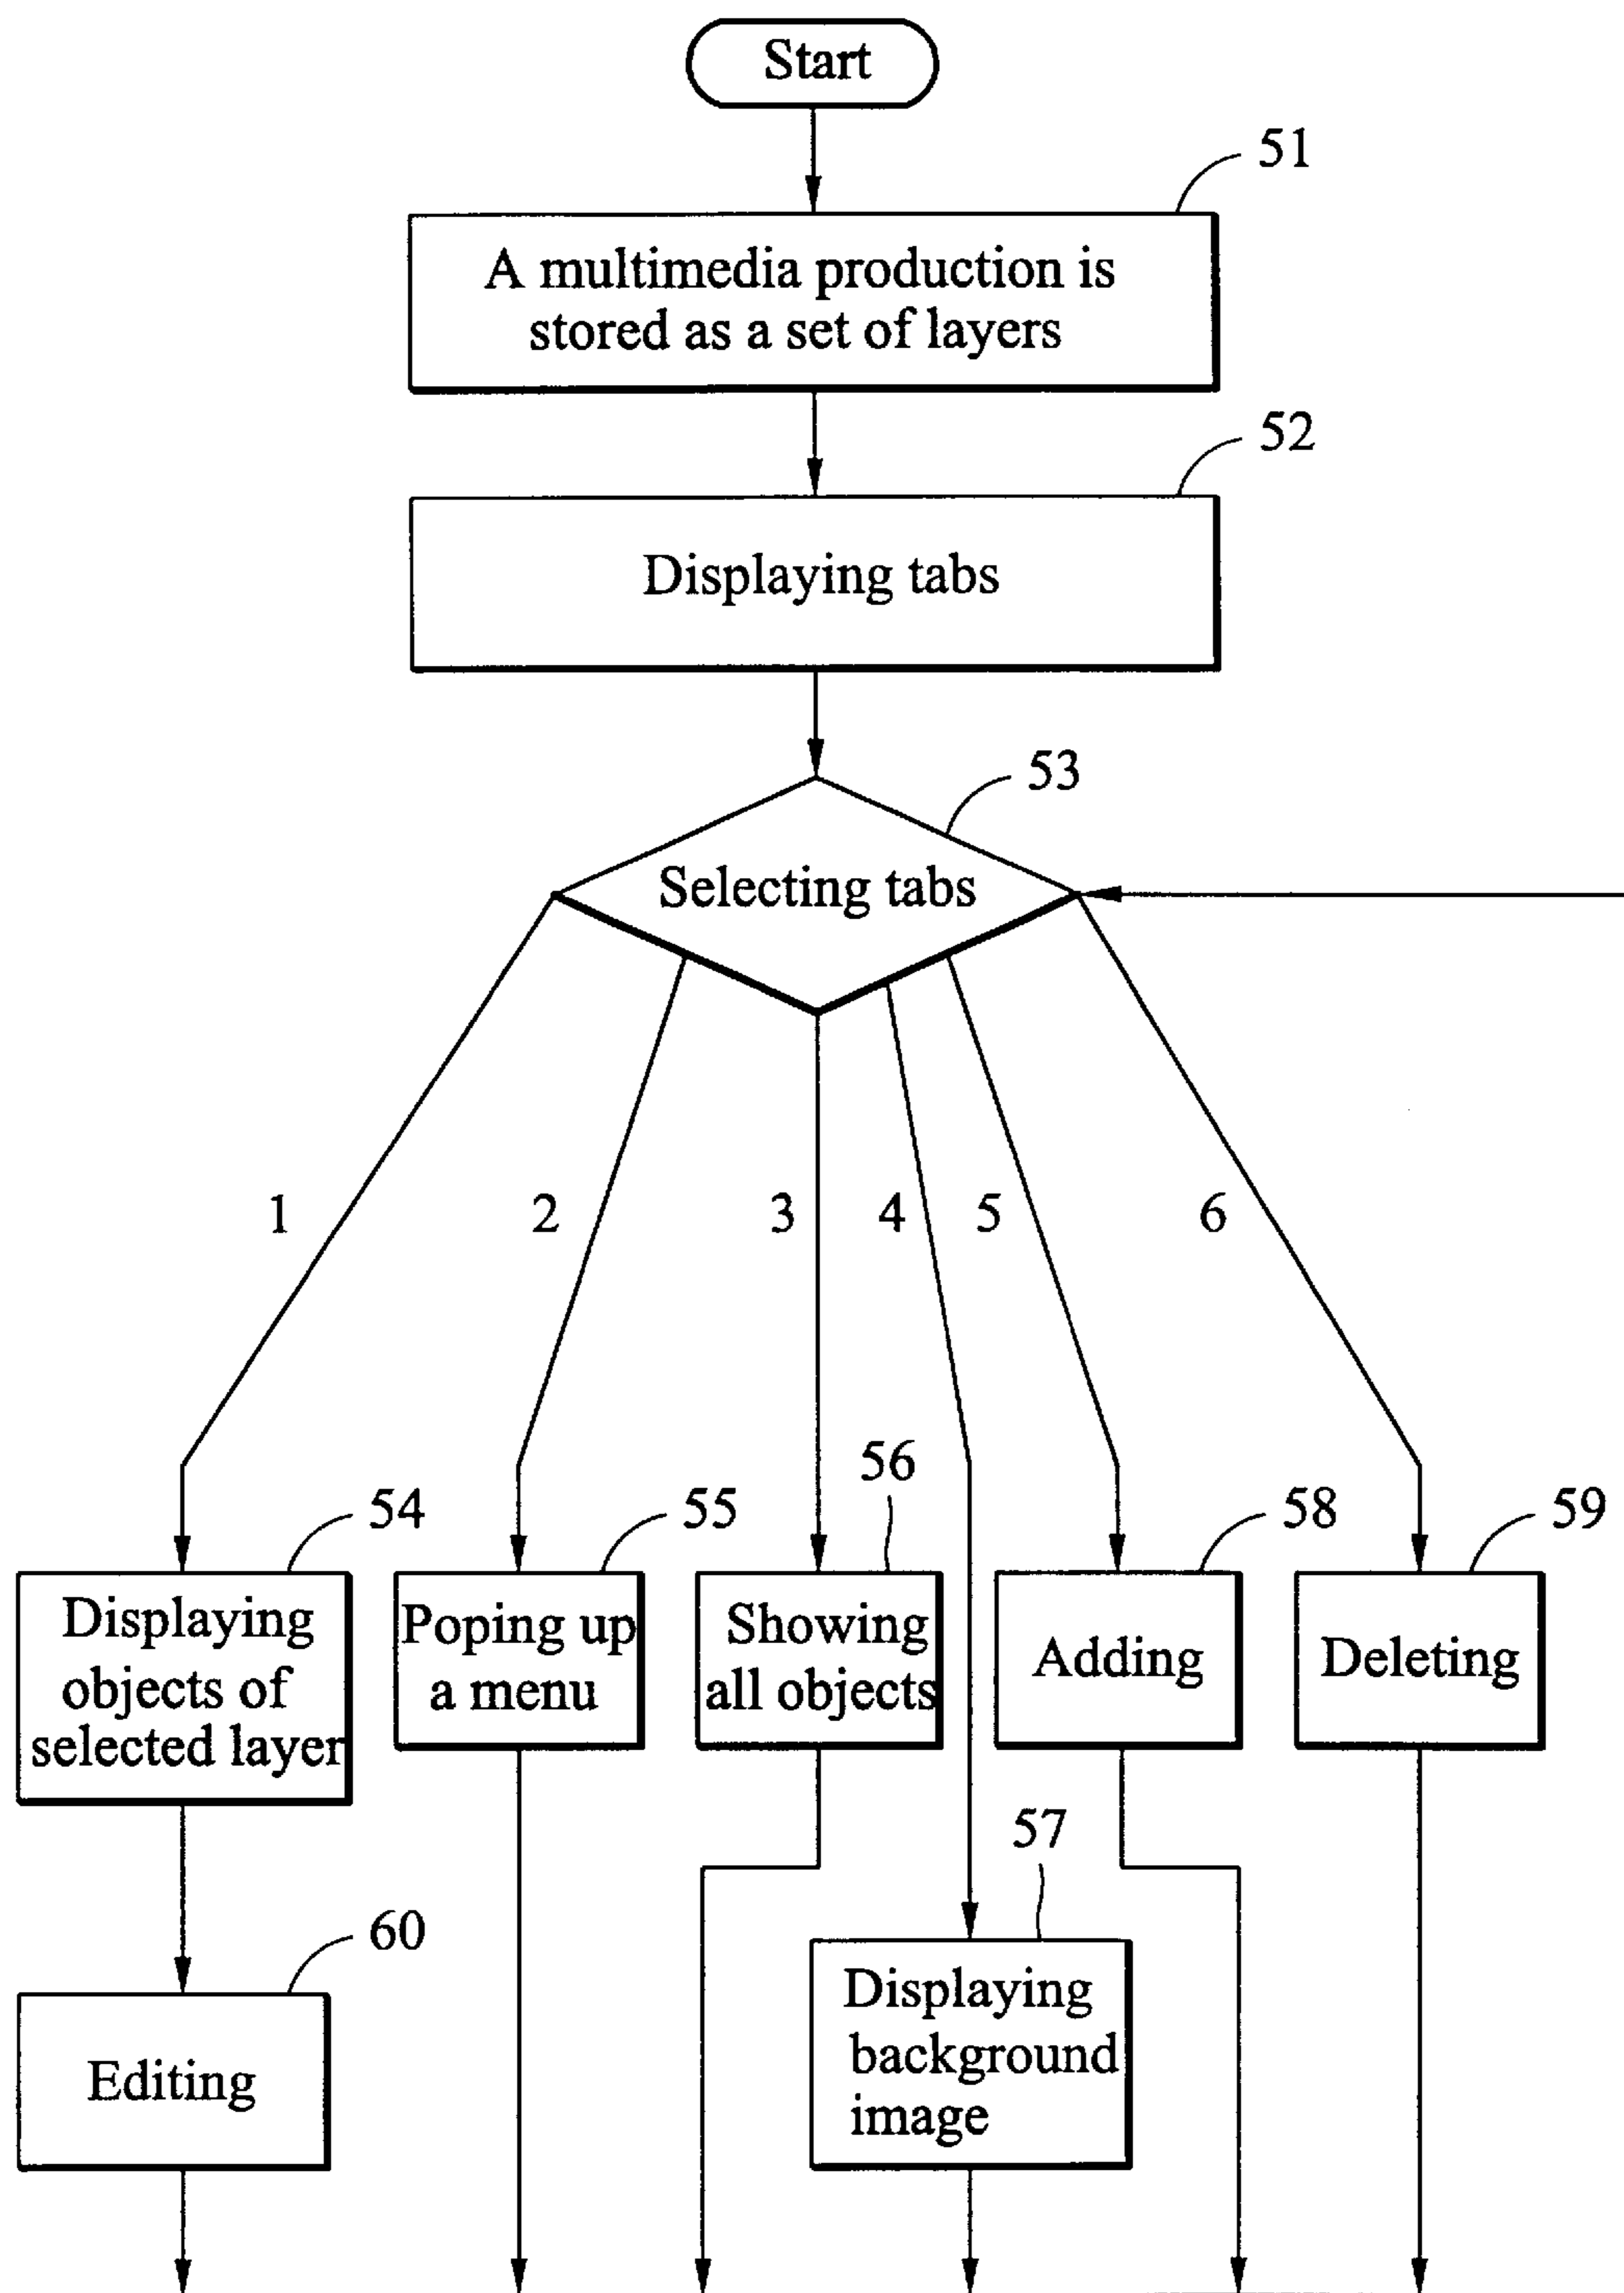 Start
51
A multimedia production is
stored as a set of layers
52
Displaying tabs
53
Selecting tabs
1
2
3
4
5
6
54
Displaying
objects of
selected layer
55
Poping up
a menu
56
Showing
all objects
58
Adding
59
Deleting
57
Displaying
background
image
60
Editing